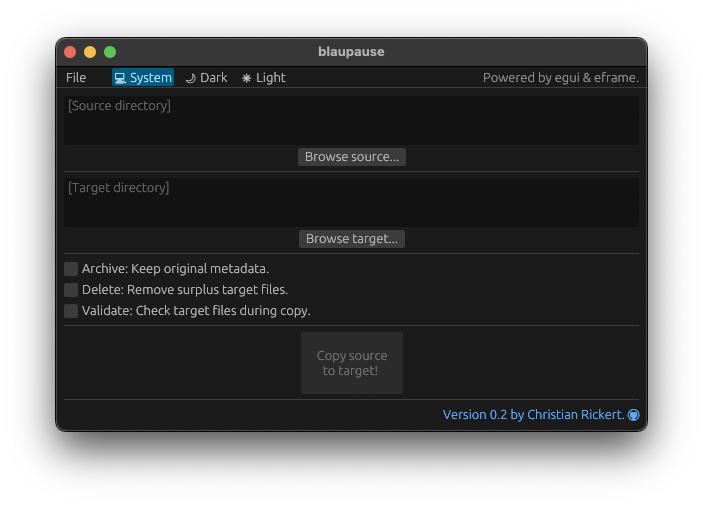 blaupause
File System Dark Light Powered by egui & eframe.
[Source directory]
Browse source...
[Target directory]
Browse target...
Archive: Keep original metadata.
Delete: Remove surplus target files.
Validate: Check target files during copy.
Copy source
to target!
Version 0.2 by Christian Rickert.